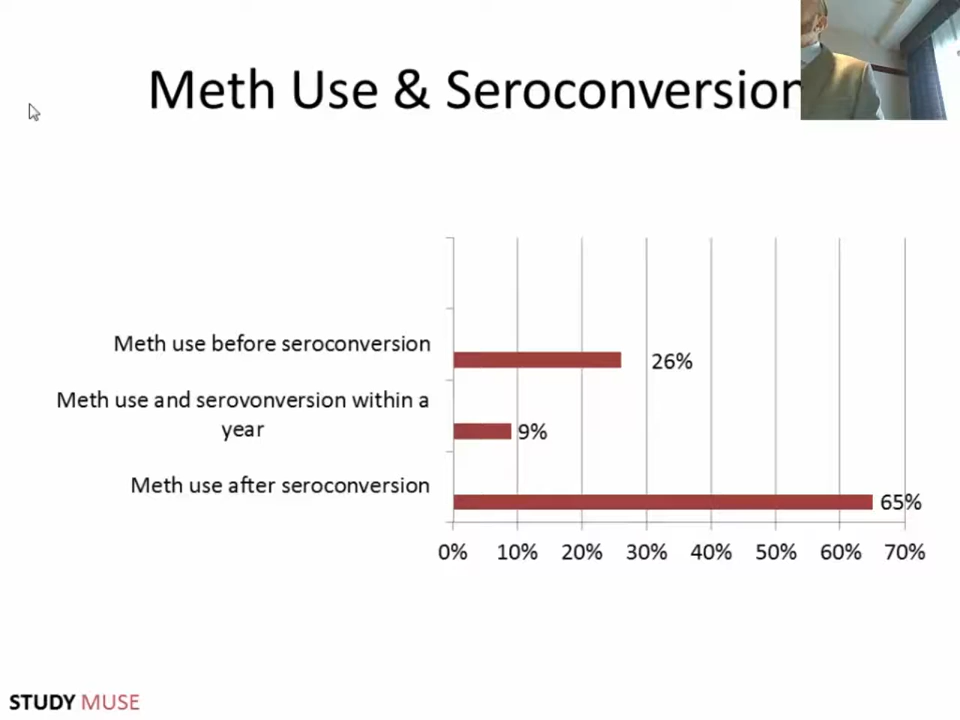 Meth Use & Seroconversion
Meth use before seroconversion
26%
Meth use and serovonversion within a
year
9%
Meth use after seroconversion
65%
0% 10% 20% 30% 40% 50% 60% 70%
STUDY MUSE